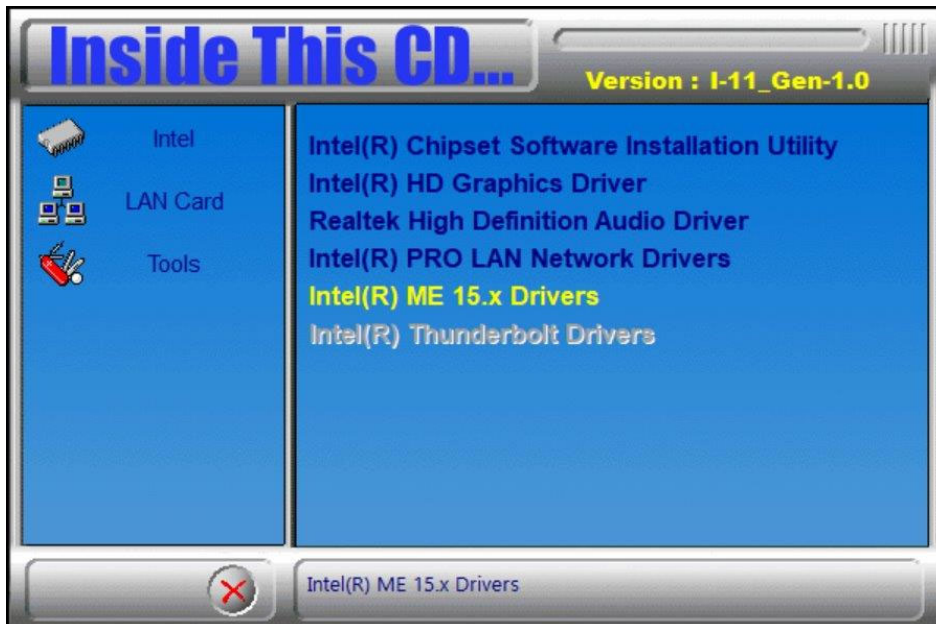 Inside This CD...
Version : I-11_Gen-1.0
Intel
LAN Card
Tools
Intel(R) Chipset Software Installation Utility
Intel(R) HD Graphics Driver
Realtek High Definition Audio Driver
Intel(R) PRO LAN Network Drivers
Intel(R) ME 15.x Drivers
Intel(R) Thunderbolt Drivers
Intel(R) ME 15.x Drivers